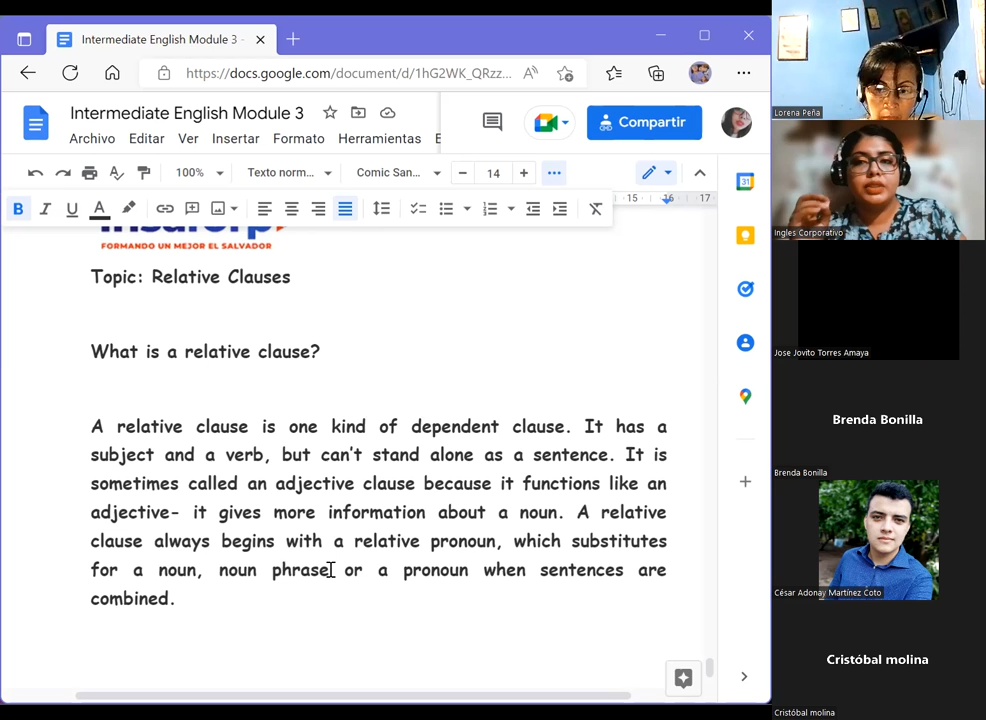 Intermediate English Module 3 -
https://docs.google.com/document/d/1hG2WK_QRzz...
Intermediate English Module 3
Archivo Editar Ver Insertar Formato Herramientas E
Compartir
100% Texto norm... Comic San... 14
15 16 17
FORMANDO UN MEJOR EL SALVADOR
Topic: Relative Clauses
What is a relative clause?
A relative clause is one kind of dependent clause. It has a
subject and a verb, but can't stand alone as a sentence. It is
sometimes called an adjective clause because it functions like an
adjective- it gives more information about a noun. A relative
clause always begins with a relative pronoun, which substitutes
for a noun, noun phrase or a pronoun when sentences are
combined.
Lorena Peña
Ingles Corporativo
Jose Jovito Torres Amaya
Brenda Bonilla
Brenda Bonilla
César Adonay Martínez Coto
Cristóbal molina
Cristóbal molina